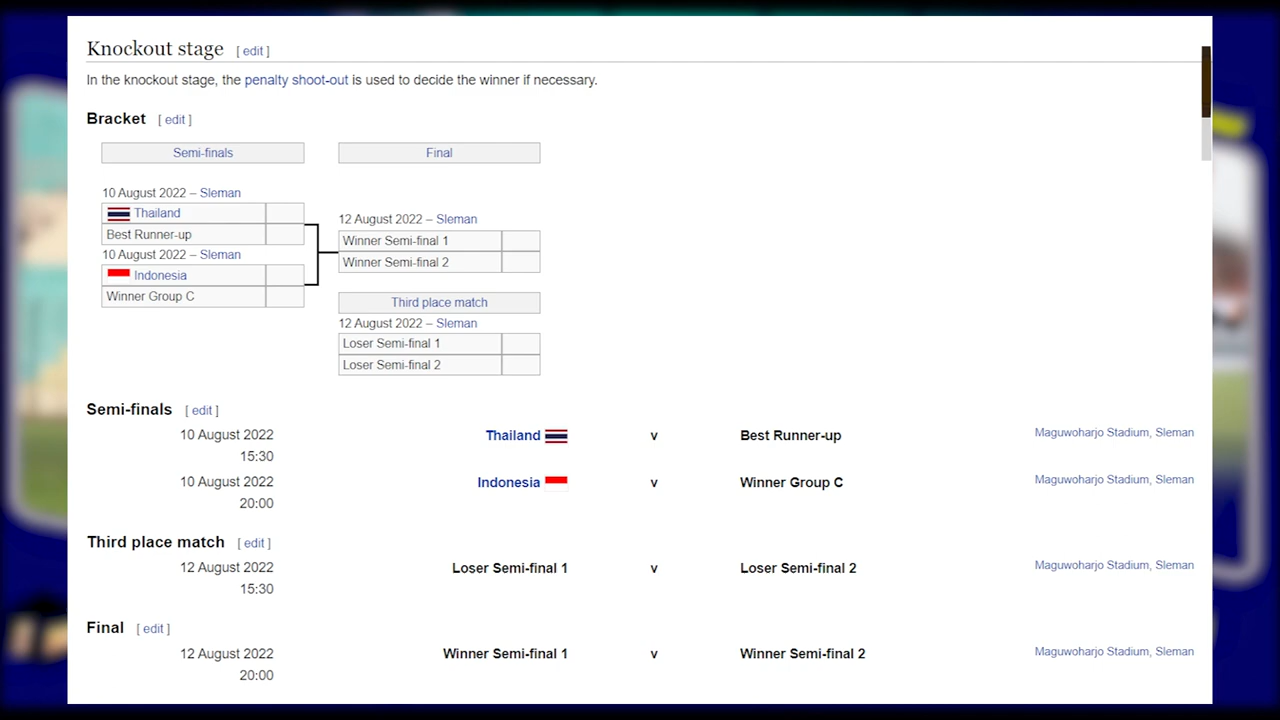 Knockout stage [ edit ]
In the knockout stage, the penalty shoot-out is used to decide the winner if necessary.
Bracket [ edit ]
Semi-finals
Final
10 August 2022 – Sleman
Thailand
Best Runner-up
10 August 2022 – Sleman
Indonesia
Winner Group C
12 August 2022 – Sleman
Winner Semi-final 1
Winner Semi-final 2
Third place match
12 August 2022 – Sleman
Loser Semi-final 1
Loser Semi-final 2
Semi-finals [ edit ]
10 August 2022 Thailand v Best Runner-up Maguwoharjo Stadium, Sleman
15:30
10 August 2022 Indonesia v Winner Group C Maguwoharjo Stadium, Sleman
20:00
Third place match [ edit ]
12 August 2022 Loser Semi-final 1 v Loser Semi-final 2 Maguwoharjo Stadium, Sleman
15:30
Final [ edit ]
12 August 2022 Winner Semi-final 1 v Winner Semi-final 2 Maguwoharjo Stadium, Sleman
20:00